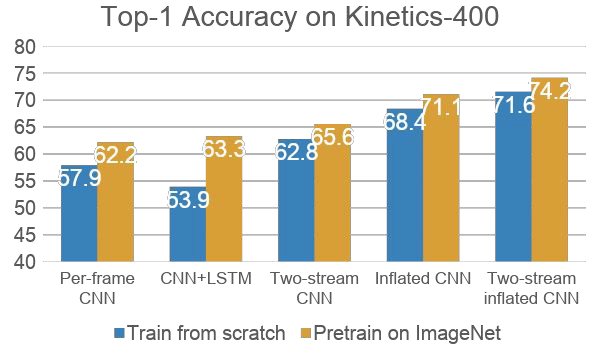 Top-1 Accuracy on Kinetics-400
80
75
70
65
60
55
50
45
40
57.9
62.2
53.9
63.3
62.8
65.6
68.4
71.1
71.6
74.2
Per-frame
CNN
CNN+LSTM
Two-stream
CNN
Inflated CNN
Two-stream
inflated CNN
Train from scratch
Pretrain on ImageNet